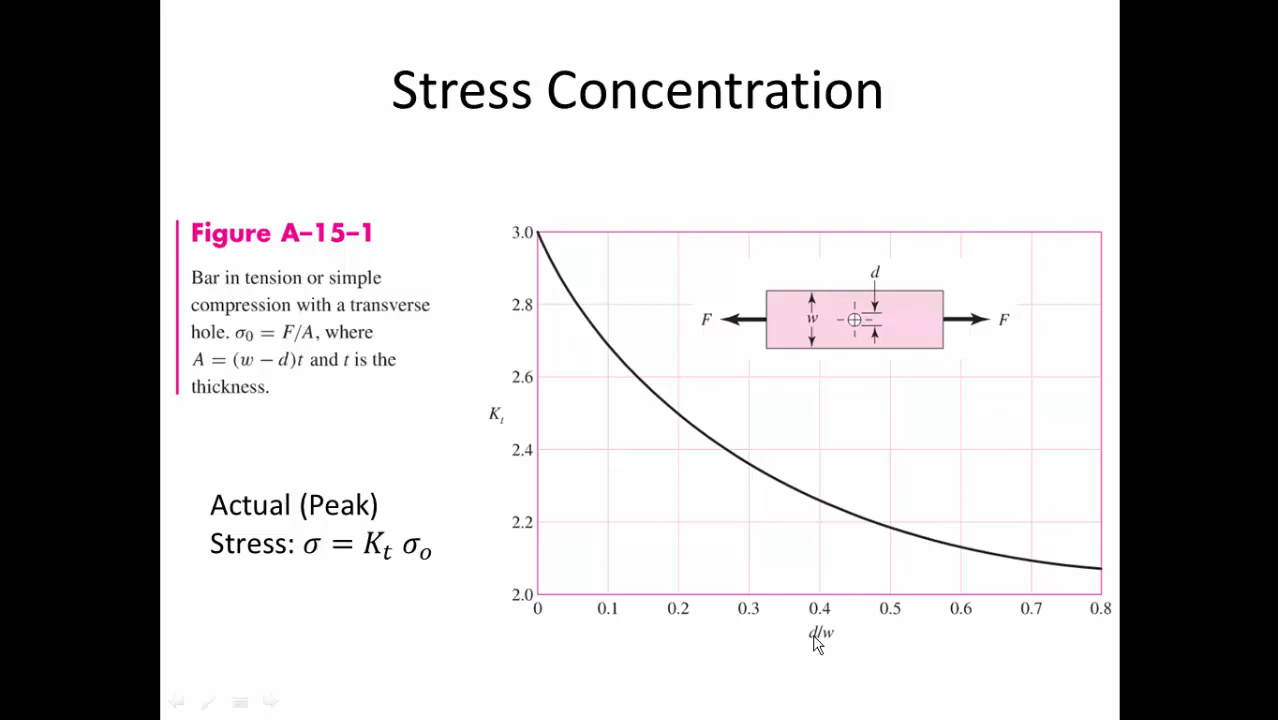 Stress Concentration
Figure A–15–1
Bar in tension or simple
compression with a transverse
hole. σ₀ = F/A, where
A = (w − d)t and t is the
thickness.
Actual (Peak)
Stress: σ = Kₜ σₒ
3.0
2.8
2.6
2.4
2.2
2.0
Kₜ
d
F
w
F
0 0.1 0.2 0.3 0.4 0.5 0.6 0.7 0.8
d/w